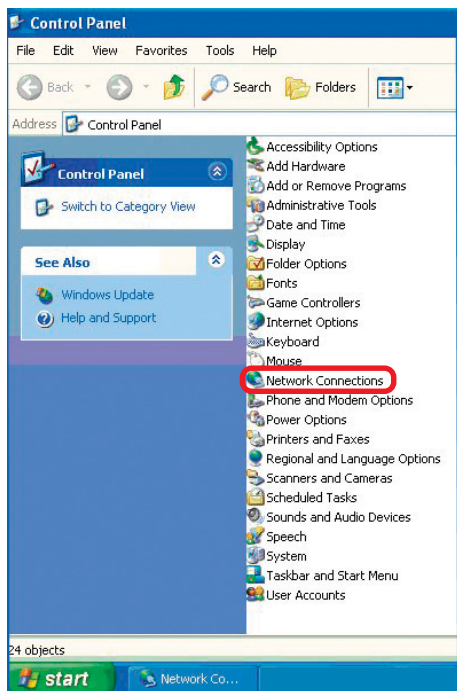 Control Panel
File Edit View Favorites Tools Help
Back Search Folders
Address Control Panel
Control Panel
Switch to Category View
See Also
Windows Update
Help and Support
Accessibility Options
Add Hardware
Add or Remove Programs
Administrative Tools
Date and Time
Display
Folder Options
Fonts
Game Controllers
Internet Options
Keyboard
Mouse
Network Connections
Phone and Modem Options
Power Options
Printers and Faxes
Regional and Language Options
Scanners and Cameras
Scheduled Tasks
Sounds and Audio Devices
Speech
System
Taskbar and Start Menu
User Accounts
24 objects
start Network Co...